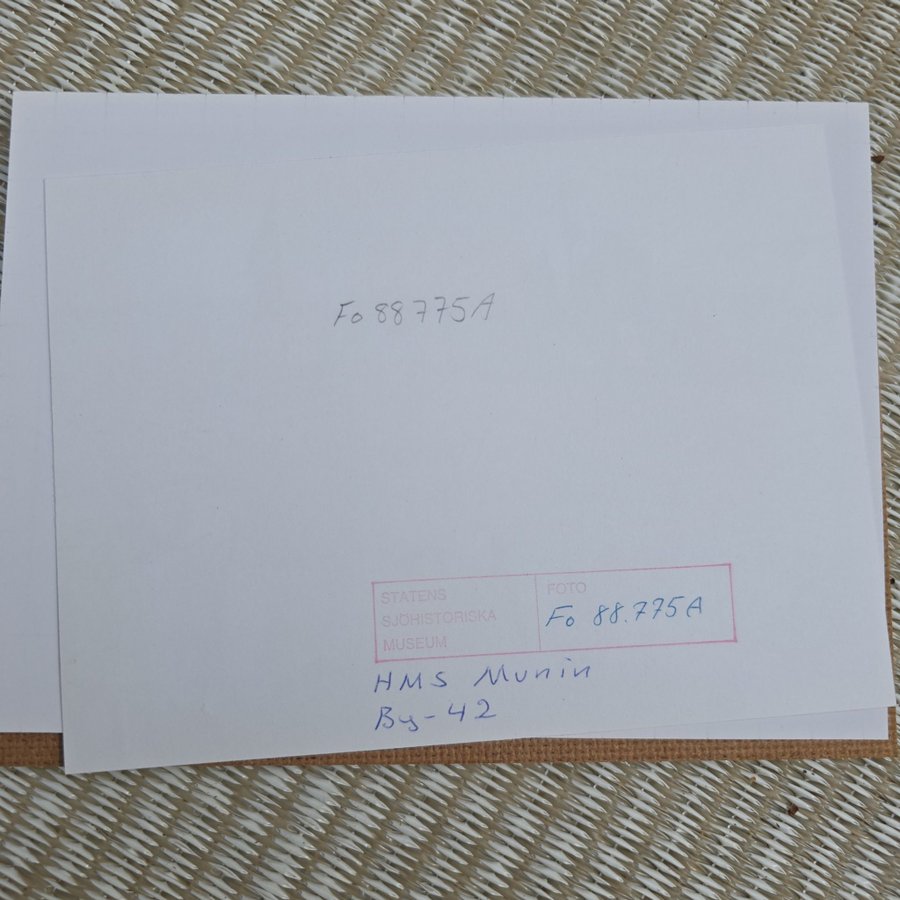 Fo 88775A
STATENS
SJÖHISTORISKA
MUSEUM
FOTO
Fo 88.775A
HMS Munin
By-42